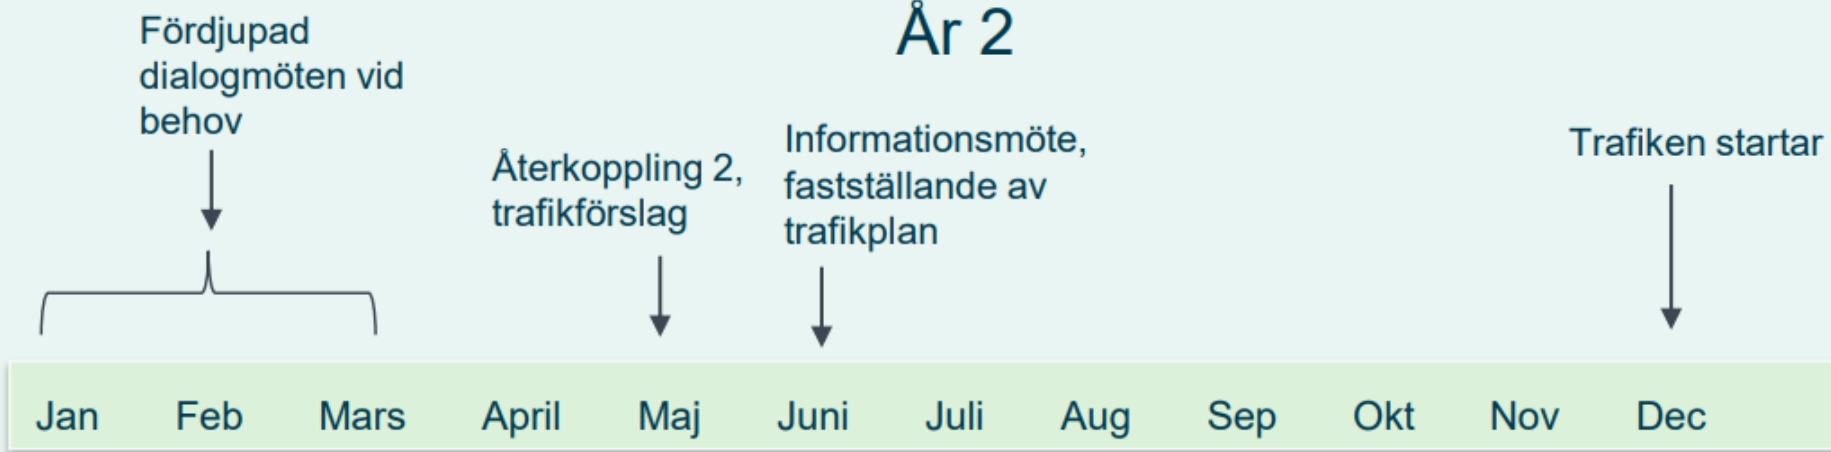 År 2
Fördjupad
dialogmöten vid
behov
Återkoppling 2,
trafikförslag
Informationsmöte,
fastställande av
trafikplan
Trafiken startar
Jan Feb Mars April Maj Juni Juli Aug Sep Okt Nov Dec